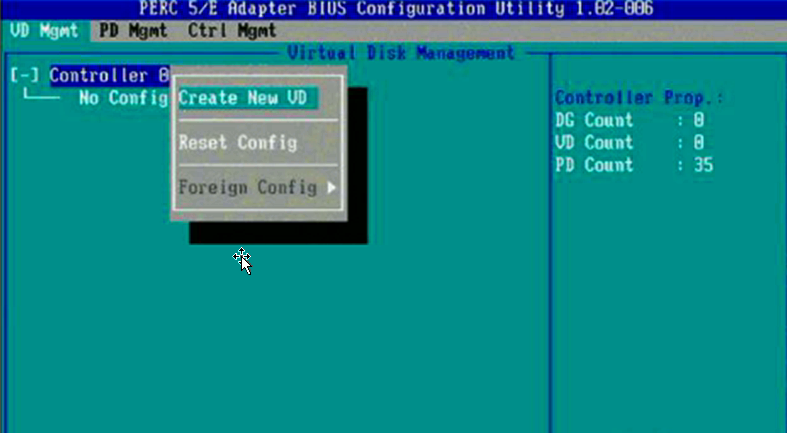 PERC 5/E Adapter BIOS Configuration Utility 1.02-006
VD Mgmt PD Mgmt Ctrl Mgmt
Virtual Disk Management
[-] Controller 0
No Config
Create New VD
Reset Config
Foreign Config
Controller Prop.:
DG Count : 0
VD Count : 0
PD Count : 35